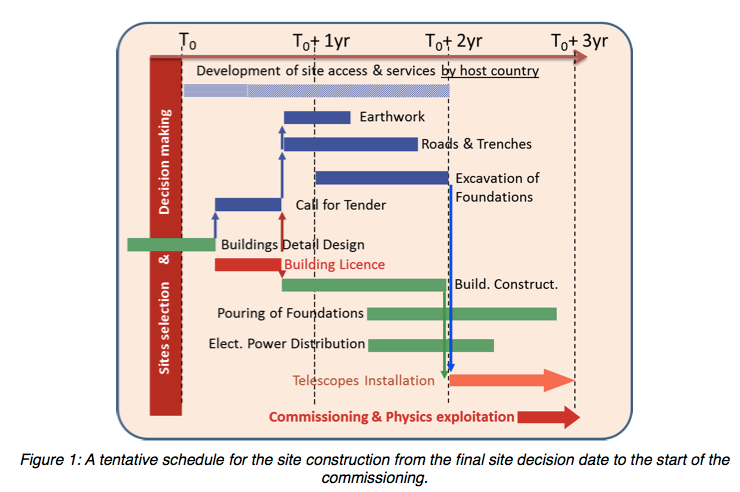 T0
T0+ 1yr
T0+ 2yr
T0+ 3yr
Development of site access & services by host country
Decision making
&
Sites selection
Earthwork
Roads & Trenches
Excavation of
Foundations
Call for Tender
Buildings Detail Design
Building Licence
Build. Construct.
Pouring of Foundations
Elect. Power Distribution
Telescopes Installation
Commissioning & Physics exploitation
Figure 1: A tentative schedule for the site construction from the final site decision date to the start of the
commissioning.